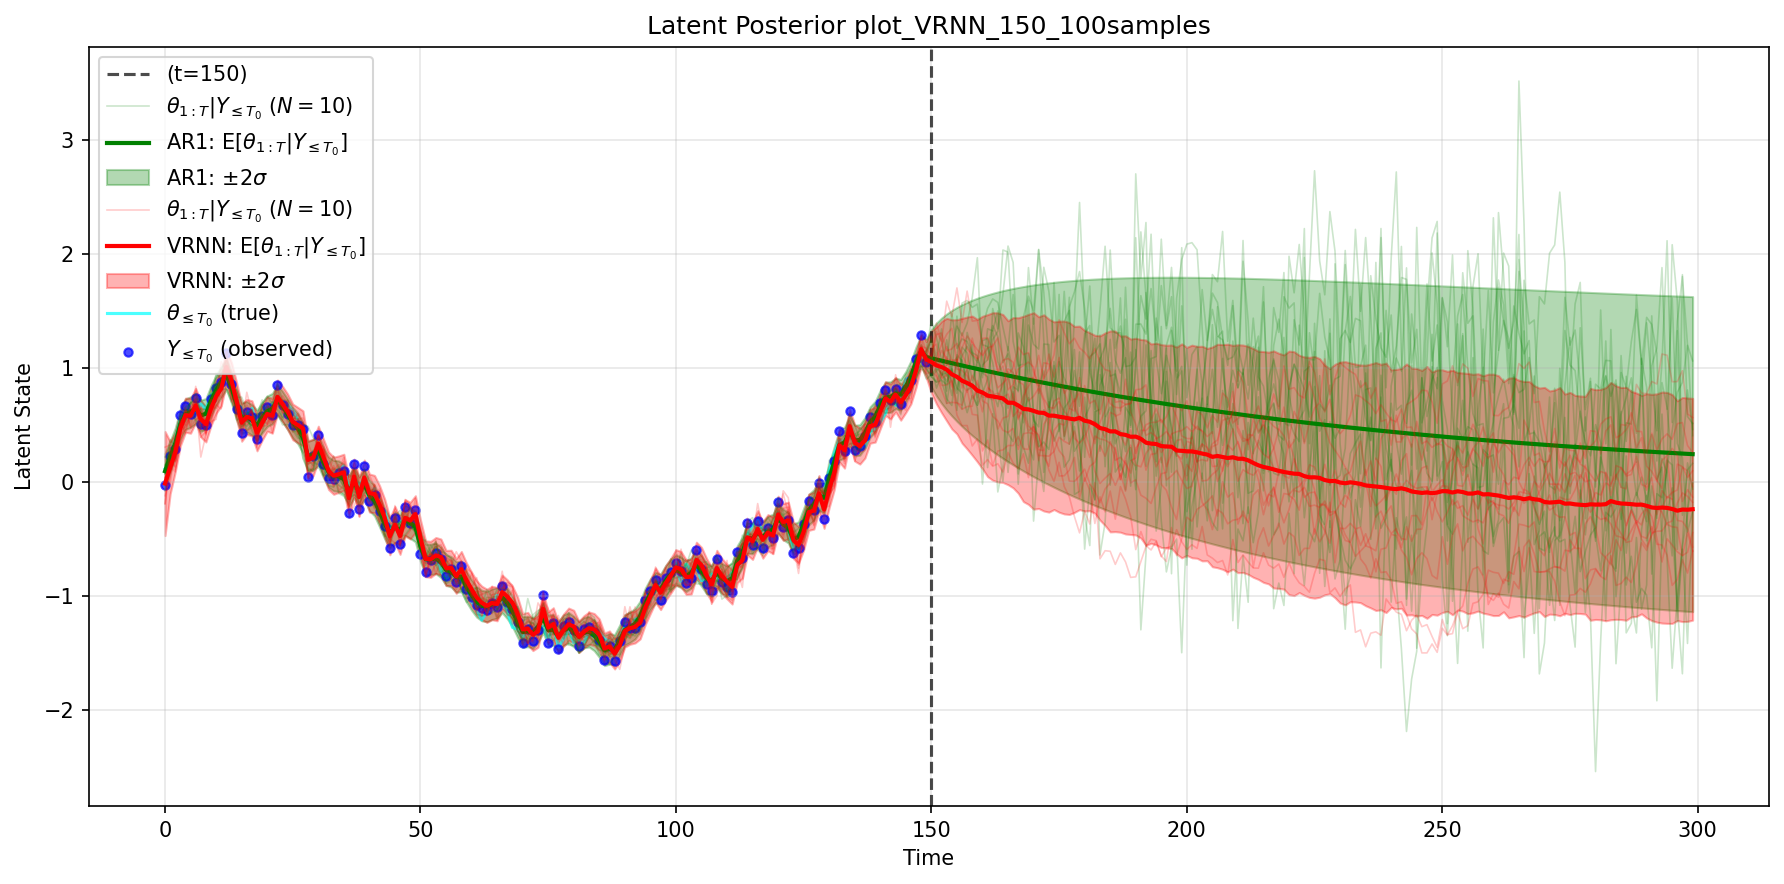 Latent Posterior plot_VRNN_150_100samples
(t=150)
θ₁:T|Y≤T₀ (N = 10)
AR1: E[θ₁:T|Y≤T₀]
AR1: ±2σ
θ₁:T|Y≤T₀ (N = 10)
VRNN: E[θ₁:T|Y≤T₀]
VRNN: ±2σ
θ≤T₀ (true)
Y≤T₀ (observed)
Latent State
3
2
1
0
−1
−2
0 50 100 150 200 250 300
Time